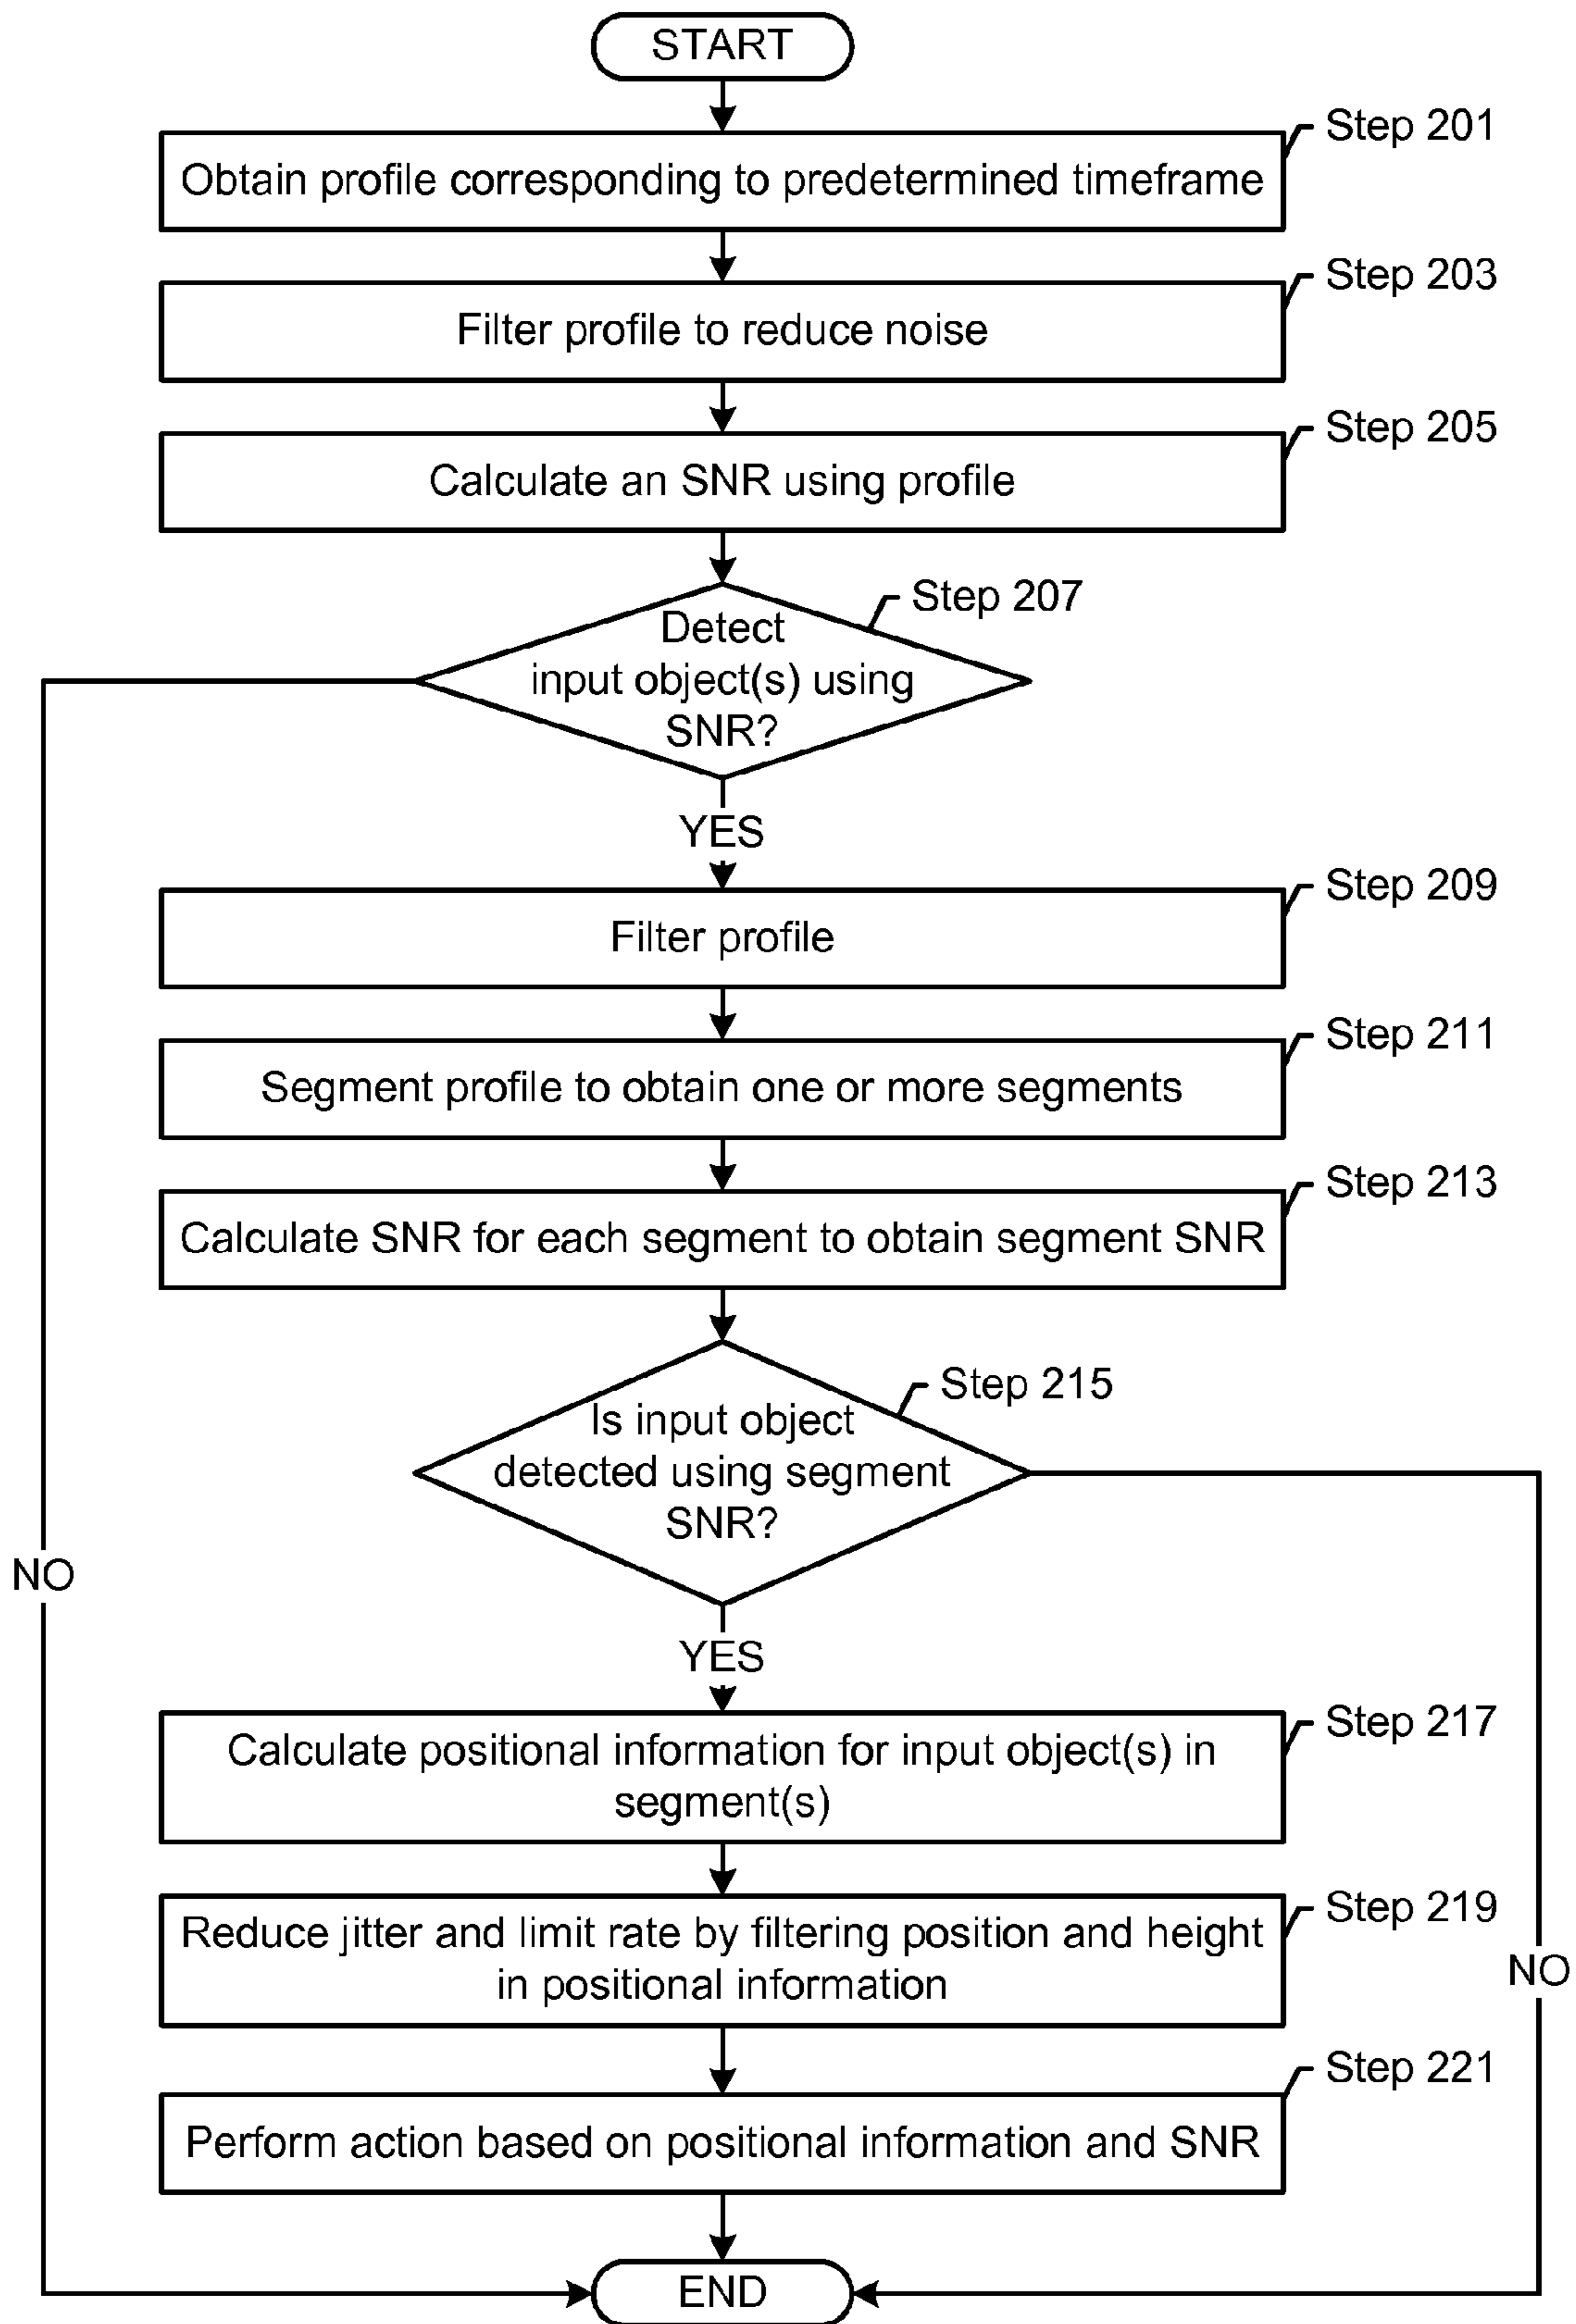 START
Step 201
Obtain profile corresponding to predetermined timeframe
Step 203
Filter profile to reduce noise
Step 205
Calculate an SNR using profile
Step 207
Detect
input object(s) using
SNR?
YES
Step 209
Filter profile
Step 211
Segment profile to obtain one or more segments
Step 213
Calculate SNR for each segment to obtain segment SNR
Step 215
Is input object
detected using segment
SNR?
NO
YES
Step 217
Calculate positional information for input object(s) in
segment(s)
Step 219
Reduce jitter and limit rate by filtering position and height
in positional information
NO
Step 221
Perform action based on positional information and SNR
END